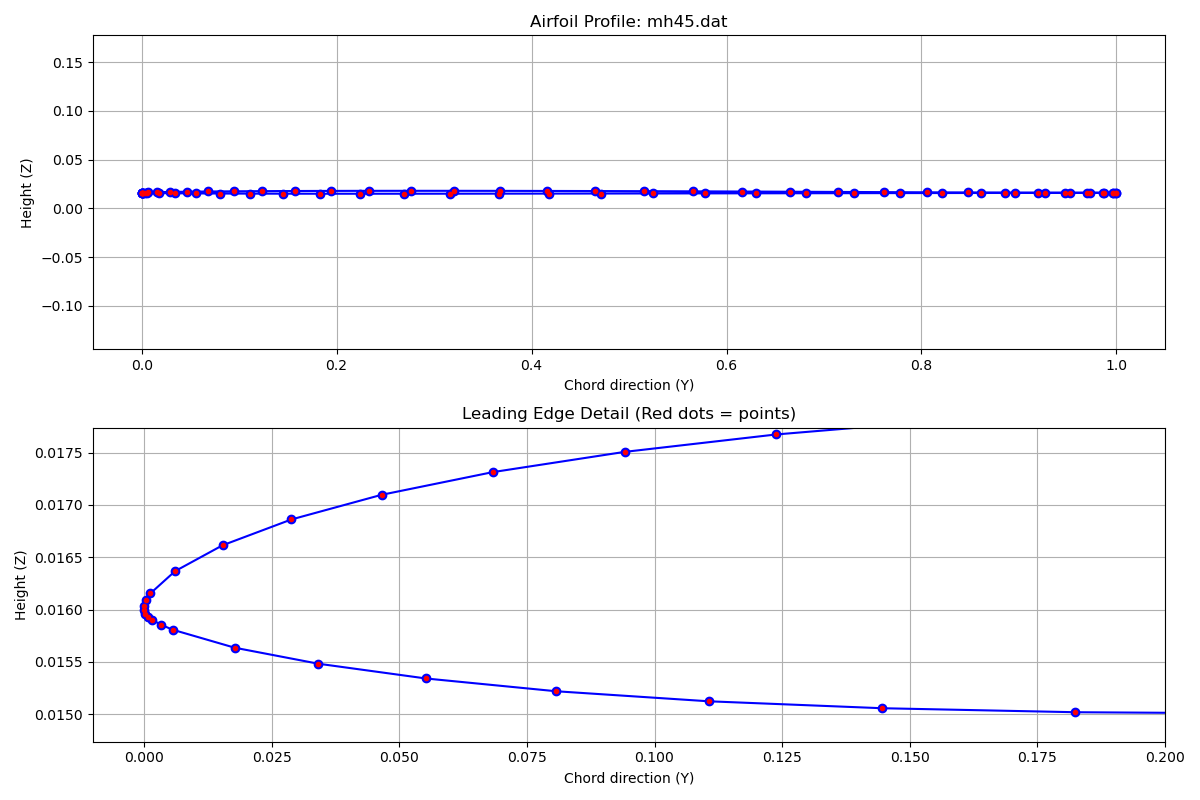 Airfoil Profile: mh45.dat
0.15
0.10
0.05
0.00
−0.05
−0.10
Height (Z)
0.0 0.2 0.4 0.6 0.8 1.0
Chord direction (Y)
Leading Edge Detail (Red dots = points)
0.0175
0.0170
0.0165
0.0160
0.0155
0.0150
Height (Z)
0.000 0.025 0.050 0.075 0.100 0.125 0.150 0.175 0.200
Chord direction (Y)